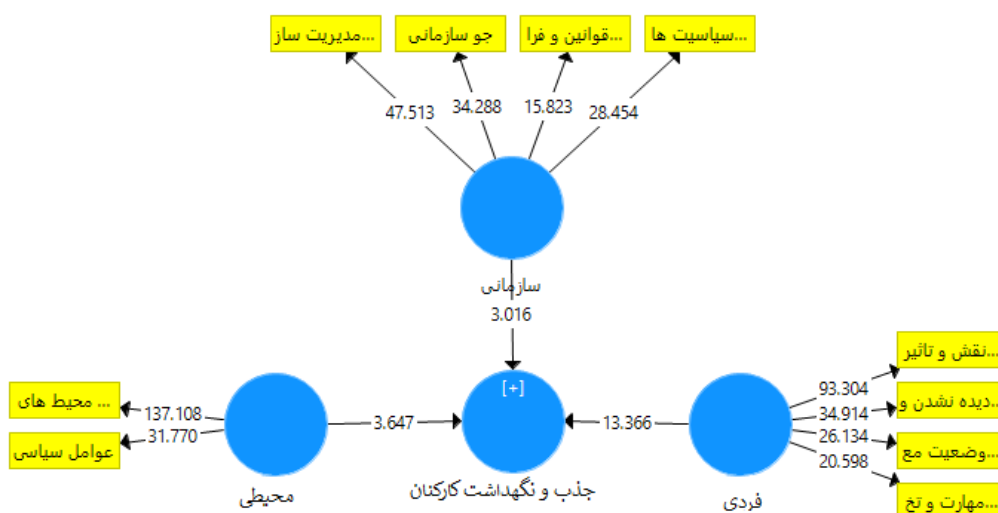 مدیریت ساز...
جو سازمانی
قوانین و فرا...
سیاسیت ها...
47.513
34.288
15.823
28.454
سازمانی
3.016
[+]
نقش و تاثیر...
93.304
محیط های ...
137.108
دیده نشدن و...
34.914
3.647
13.366
وضعیت مع...
26.134
عوامل سیاسی
31.770
20.598
مهارت و تخ...
محیطی
جذب و نگهداشت کارکنان
فردی